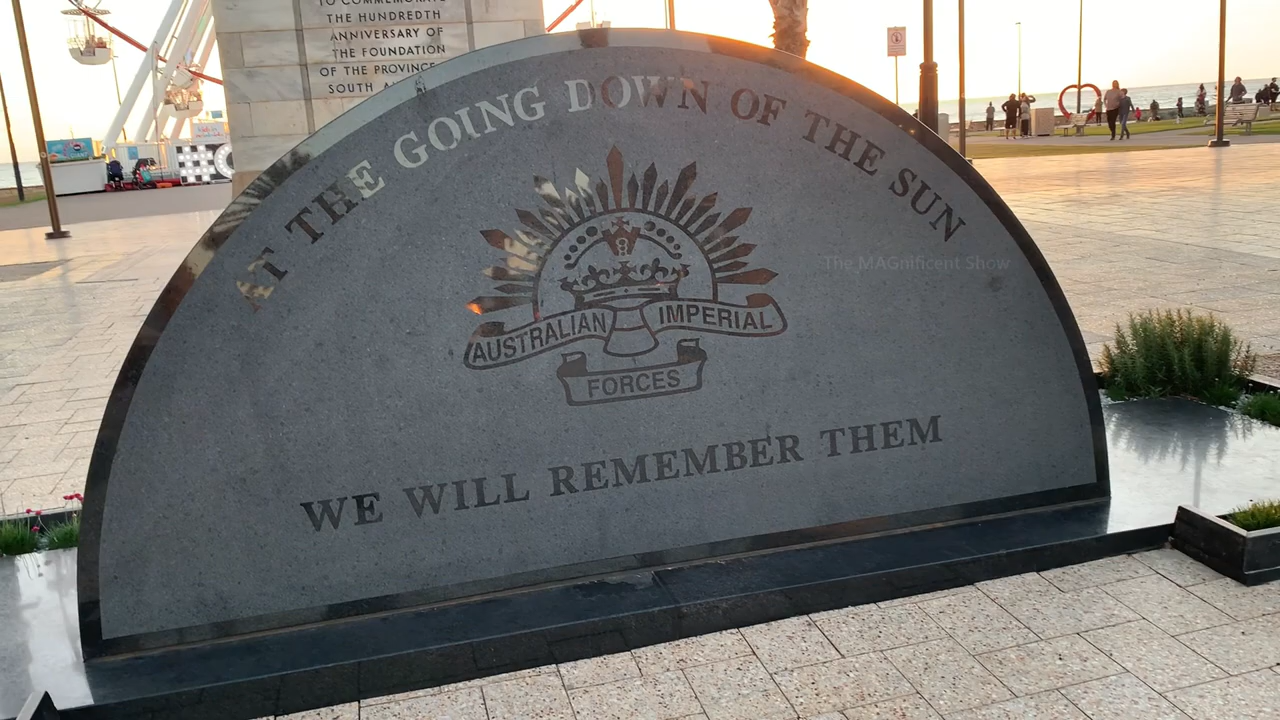 TO COMMEMORATE
THE HUNDREDTH
ANNIVERSARY OF
THE FOUNDATION
OF THE PROVINCE
SOUTH
AT THE GOING DOWN OF THE SUN
The MAGnificent Show
AUSTRALIAN IMPERIAL
FORCES
WE WILL REMEMBER THEM